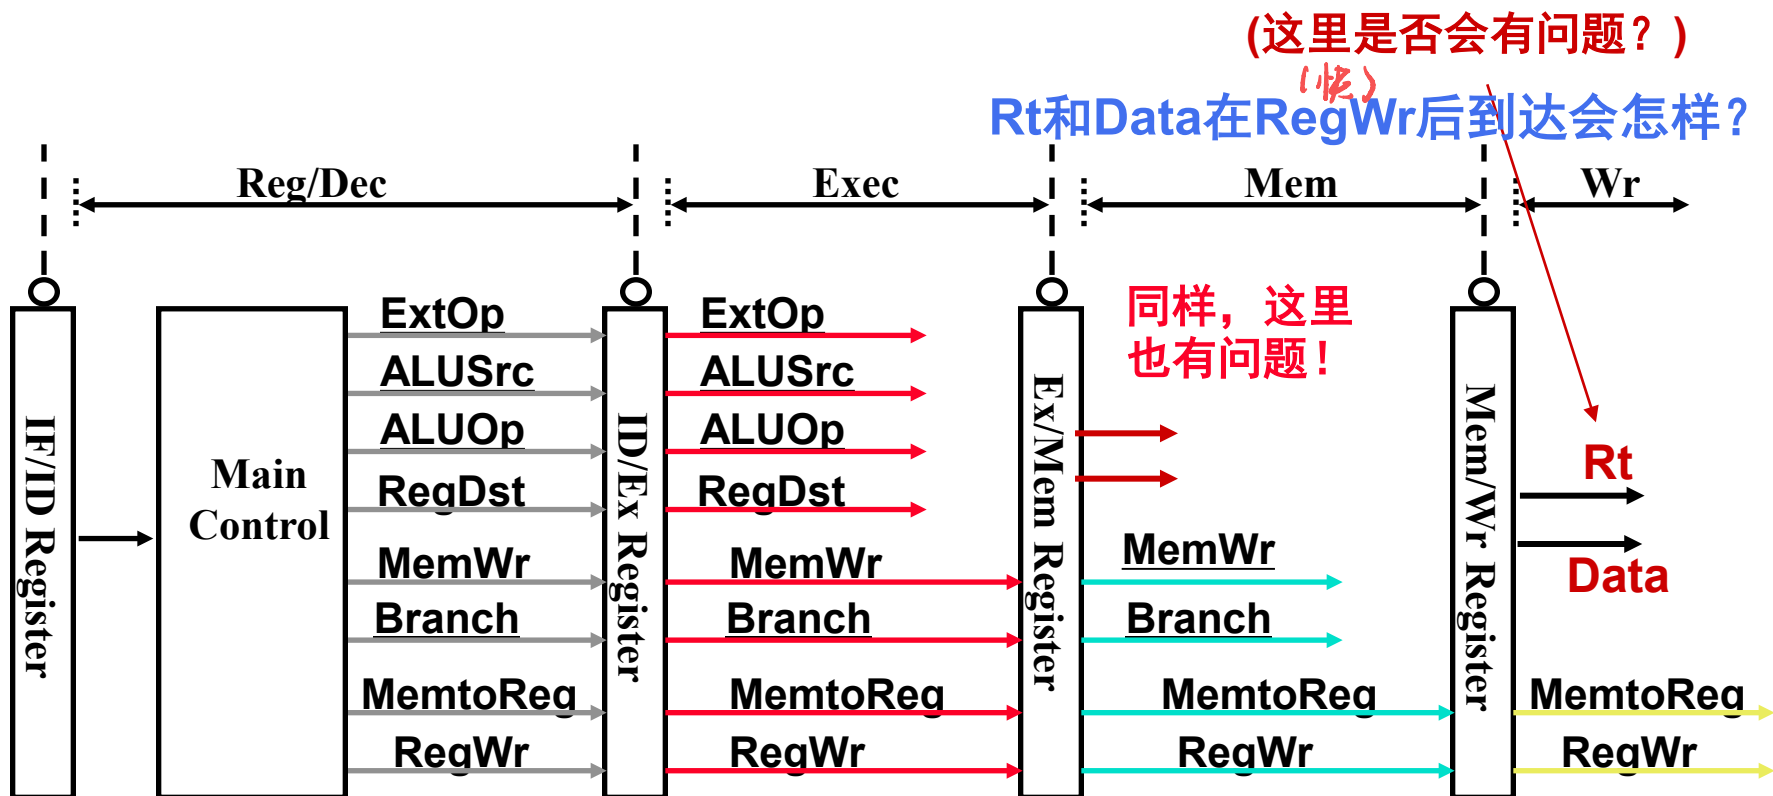 (这里是否会有问题？)
(快)
Rt和Data在RegWr后到达会怎样？
Reg/Dec Exec Mem Wr
同样，这里
也有问题！
IF/ID Register
Main
Control
ExtOp
ALUSrc
ALUOp
RegDst
MemWr
Branch
MemtoReg
RegWr
ID/Ex Register
ExtOp
ALUSrc
ALUOp
RegDst
MemWr
Branch
MemtoReg
RegWr
Ex/Mem Register
MemWr
Branch
MemtoReg
RegWr
Mem/Wr Register
Rt
Data
MemtoReg
RegWr